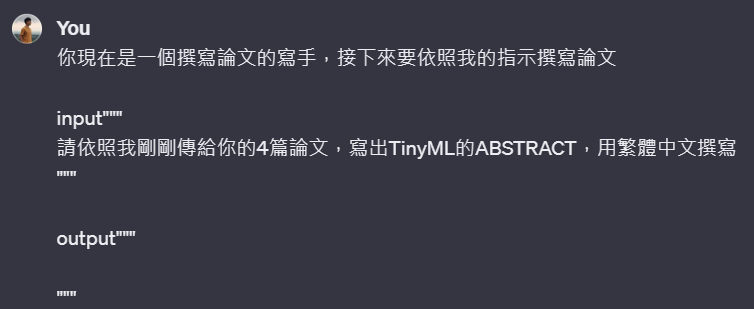 You
你現在是一個撰寫論文的寫手，接下來要依照我的指示撰寫論文
input"""
請依照我剛剛傳給你的4篇論文，寫出TinyML的ABSTRACT，用繁體中文撰寫
"""
output"""
"""